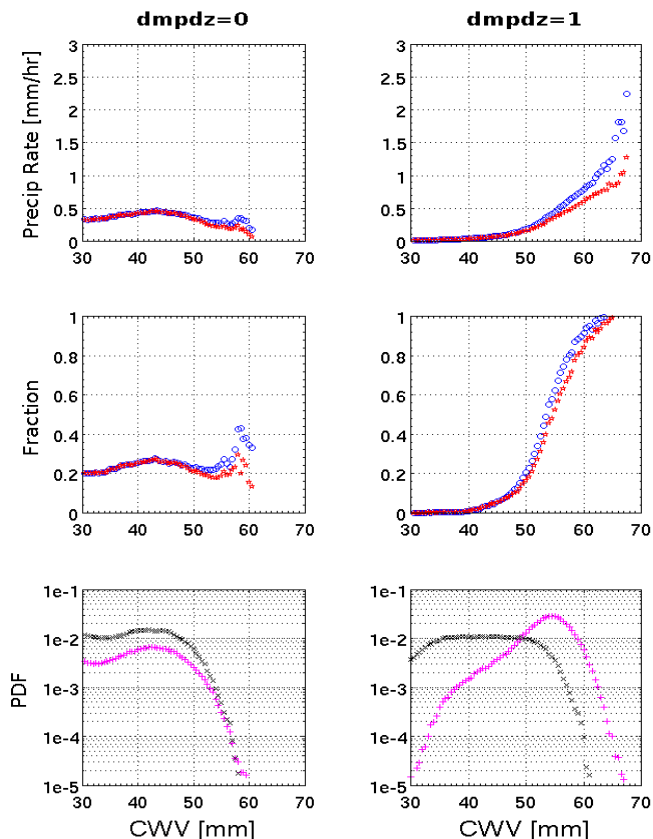 dmpdz=0 dmpdz=1
Precip Rate [mm/hr]
3 3
2.5 2.5
2 2
1.5 1.5
1 1
0.5 0.5
0 0
30 40 50 60 70 30 40 50 60 70
Fraction
1 1
0.8 0.8
0.6 0.6
0.4 0.4
0.2 0.2
0 0
30 40 50 60 70 30 40 50 60 70
PDF
1e-1 1e-1
1e-2 1e-2
1e-3 1e-3
1e-4 1e-4
1e-5 1e-5
30 40 50 60 70 30 40 50 60 70
CWV [mm] CWV [mm]